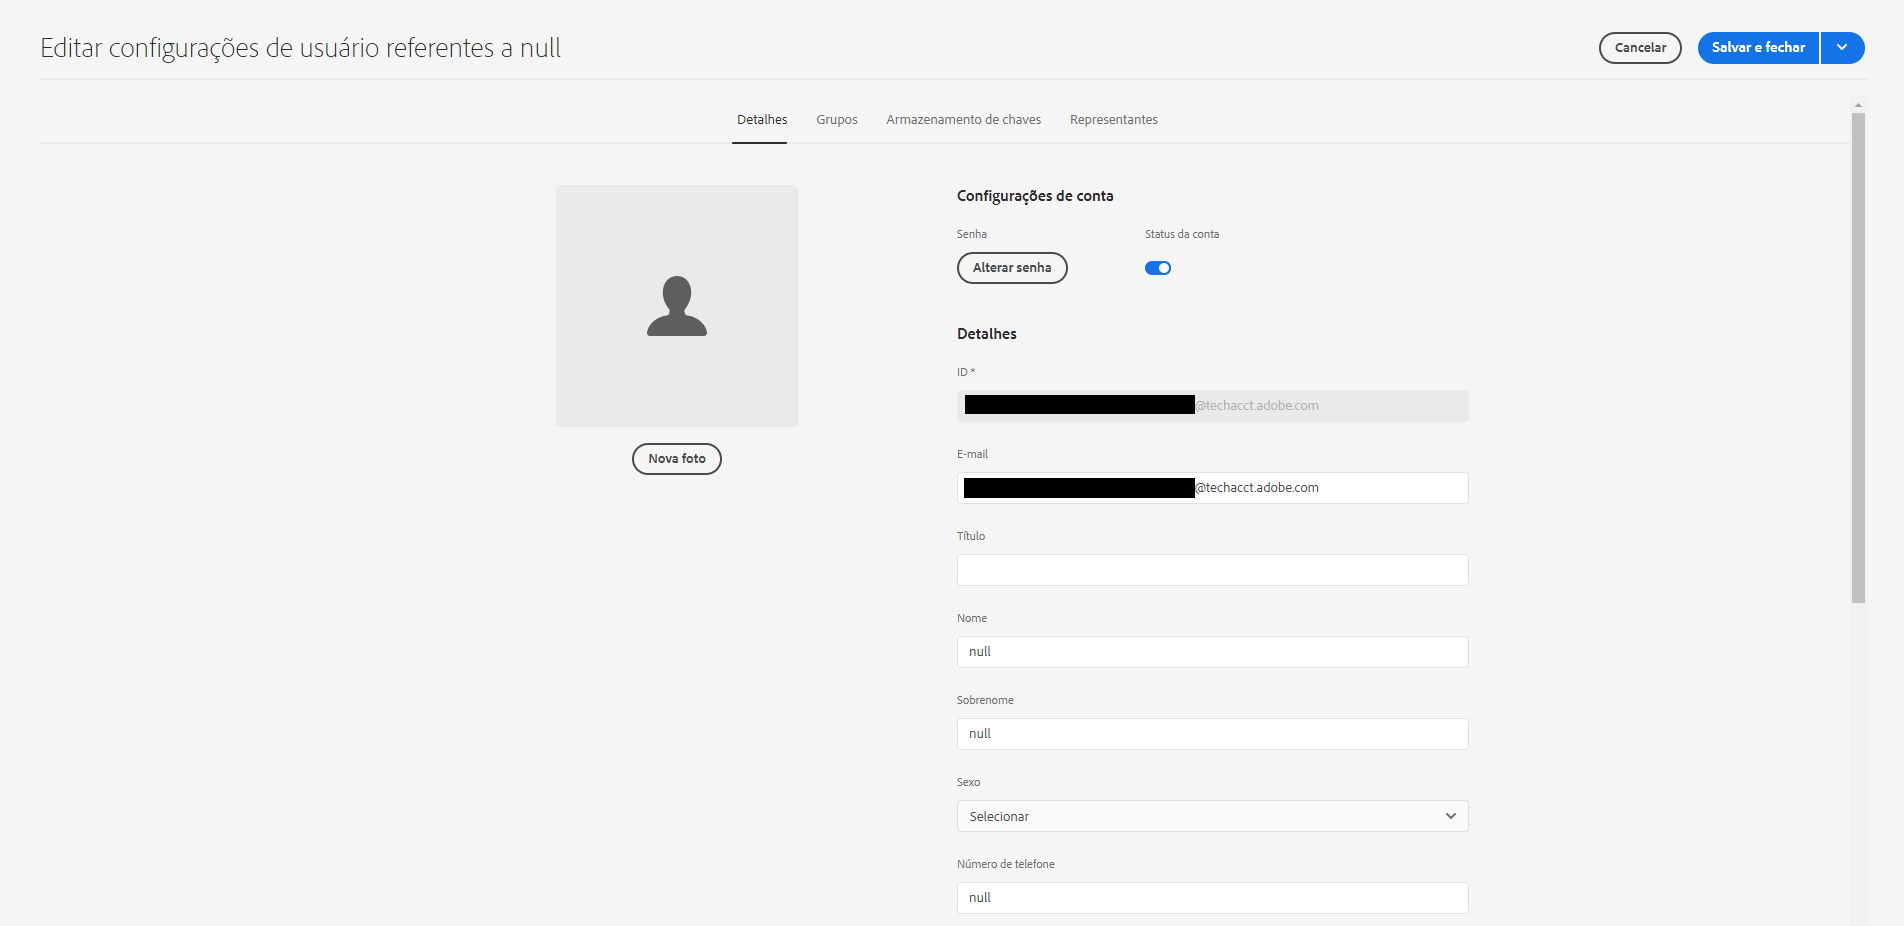 Editar configurações de usuário referentes a null
Cancelar
Salvar e fechar
Detalhes
Grupos
Armazenamento de chaves
Representantes
Nova foto
Configurações de conta
Senha
Status da conta
Alterar senha
Detalhes
ID *
@techacct.adobe.com
E-mail
@techacct.adobe.com
Título
Nome
null
Sobrenome
null
Sexo
Selecionar
Número de telefone
null